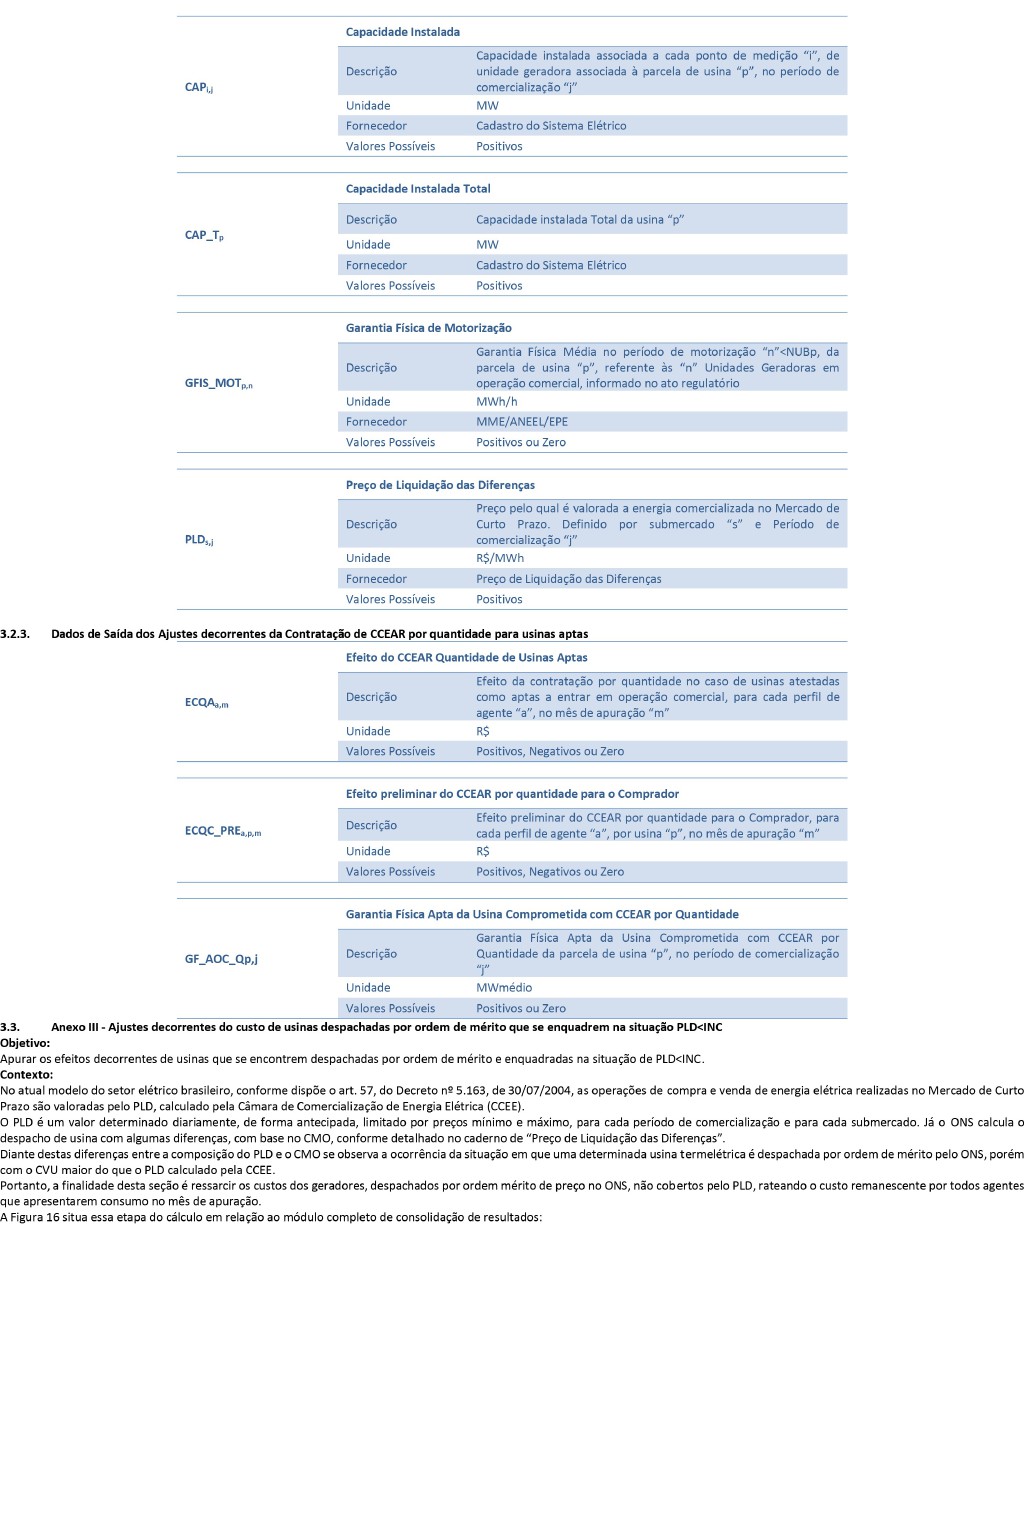 Capacidade Instalada
CAPi,j
Descrição
Capacidade instalada associada a cada ponto de medição “i”, de
unidade geradora associada à parcela de usina “p”, no período de
comercialização “j”
Unidade MW
Fornecedor Cadastro do Sistema Elétrico
Valores Possíveis Positivos
Capacidade Instalada Total
CAP_Tp
Descrição Capacidade instalada Total da usina “p”
Unidade MW
Fornecedor Cadastro do Sistema Elétrico
Valores Possíveis Positivos
Garantia Física de Motorização
GFIS_MOTp,n
Descrição
Garantia Física Média no período de motorização “n”<NUBp, da
parcela de usina “p”, referente às “n” Unidades Geradoras em
operação comercial, informado no ato regulatório
Unidade MWh/h
Fornecedor MME/ANEEL/EPE
Valores Possíveis Positivos ou Zero
Preço de Liquidação das Diferenças
PLDs,j
Descrição
Preço pelo qual é valorada a energia comercializada no Mercado de
Curto Prazo. Definido por submercado “s” e Período de
comercialização “j”
Unidade R$/MWh
Fornecedor Preço de Liquidação das Diferenças
Valores Possíveis Positivos
3.2.3. Dados de Saída dos Ajustes decorrentes da Contratação de CCEAR por quantidade para usinas aptas
Efeito do CCEAR Quantidade de Usinas Aptas
ECQAa,m
Descrição
Efeito da contratação por quantidade no caso de usinas atestadas
como aptas a entrar em operação comercial, para cada perfil de
agente “a”, no mês de apuração “m”
Unidade R$
Valores Possíveis Positivos, Negativos ou Zero
Efeito preliminar do CCEAR por quantidade para o Comprador
ECQC_PREa,p,m
Descrição
Efeito preliminar do CCEAR por quantidade para o Comprador, para
cada perfil de agente “a”, por usina “p”, no mês de apuração “m”
Unidade R$
Valores Possíveis Positivos, Negativos ou Zero
Garantia Física Apta da Usina Comprometida com CCEAR por Quantidade
GF_AOC_Qp,j
Descrição
Garantia Física Apta da Usina Comprometida com CCEAR por
Quantidade da parcela de usina “p”, no período de comercialização
“j”
Unidade MWmédio
Valores Possíveis Positivos ou Zero
3.3. Anexo III - Ajustes decorrentes do custo de usinas despachadas por ordem de mérito que se enquadrem na situação PLD<INC
Objetivo:
Apurar os efeitos decorrentes de usinas que se encontrem despachadas por ordem de mérito e enquadradas na situação de PLD<INC.
Contexto:
No atual modelo do setor elétrico brasileiro, conforme dispõe o art. 57, do Decreto nº 5.163, de 30/07/2004, as operações de compra e venda de energia elétrica realizadas no Mercado de Curto
Prazo são valoradas pelo PLD, calculado pela Câmara de Comercialização de Energia Elétrica (CCEE).
O PLD é um valor determinado diariamente, de forma antecipada, limitado por preços mínimo e máximo, para cada período de comercialização e para cada submercado. Já o ONS calcula o
despacho de usina com algumas diferenças, com base no CMO, conforme detalhado no caderno de “Preço de Liquidação das Diferenças”.
Diante destas diferenças entre a composição do PLD e o CMO se observa a ocorrência da situação em que uma determinada usina termelétrica é despachada por ordem de mérito pelo ONS, porém
com o CVU maior do que o PLD calculado pela CCEE.
Portanto, a finalidade desta seção é ressarcir os custos dos geradores, despachados por ordem mérito de preço no ONS, não cobertos pelo PLD, rateando o custo remanescente por todos agentes
que apresentarem consumo no mês de apuração.
A Figura 16 situa essa etapa do cálculo em relação ao módulo completo de consolidação de resultados: